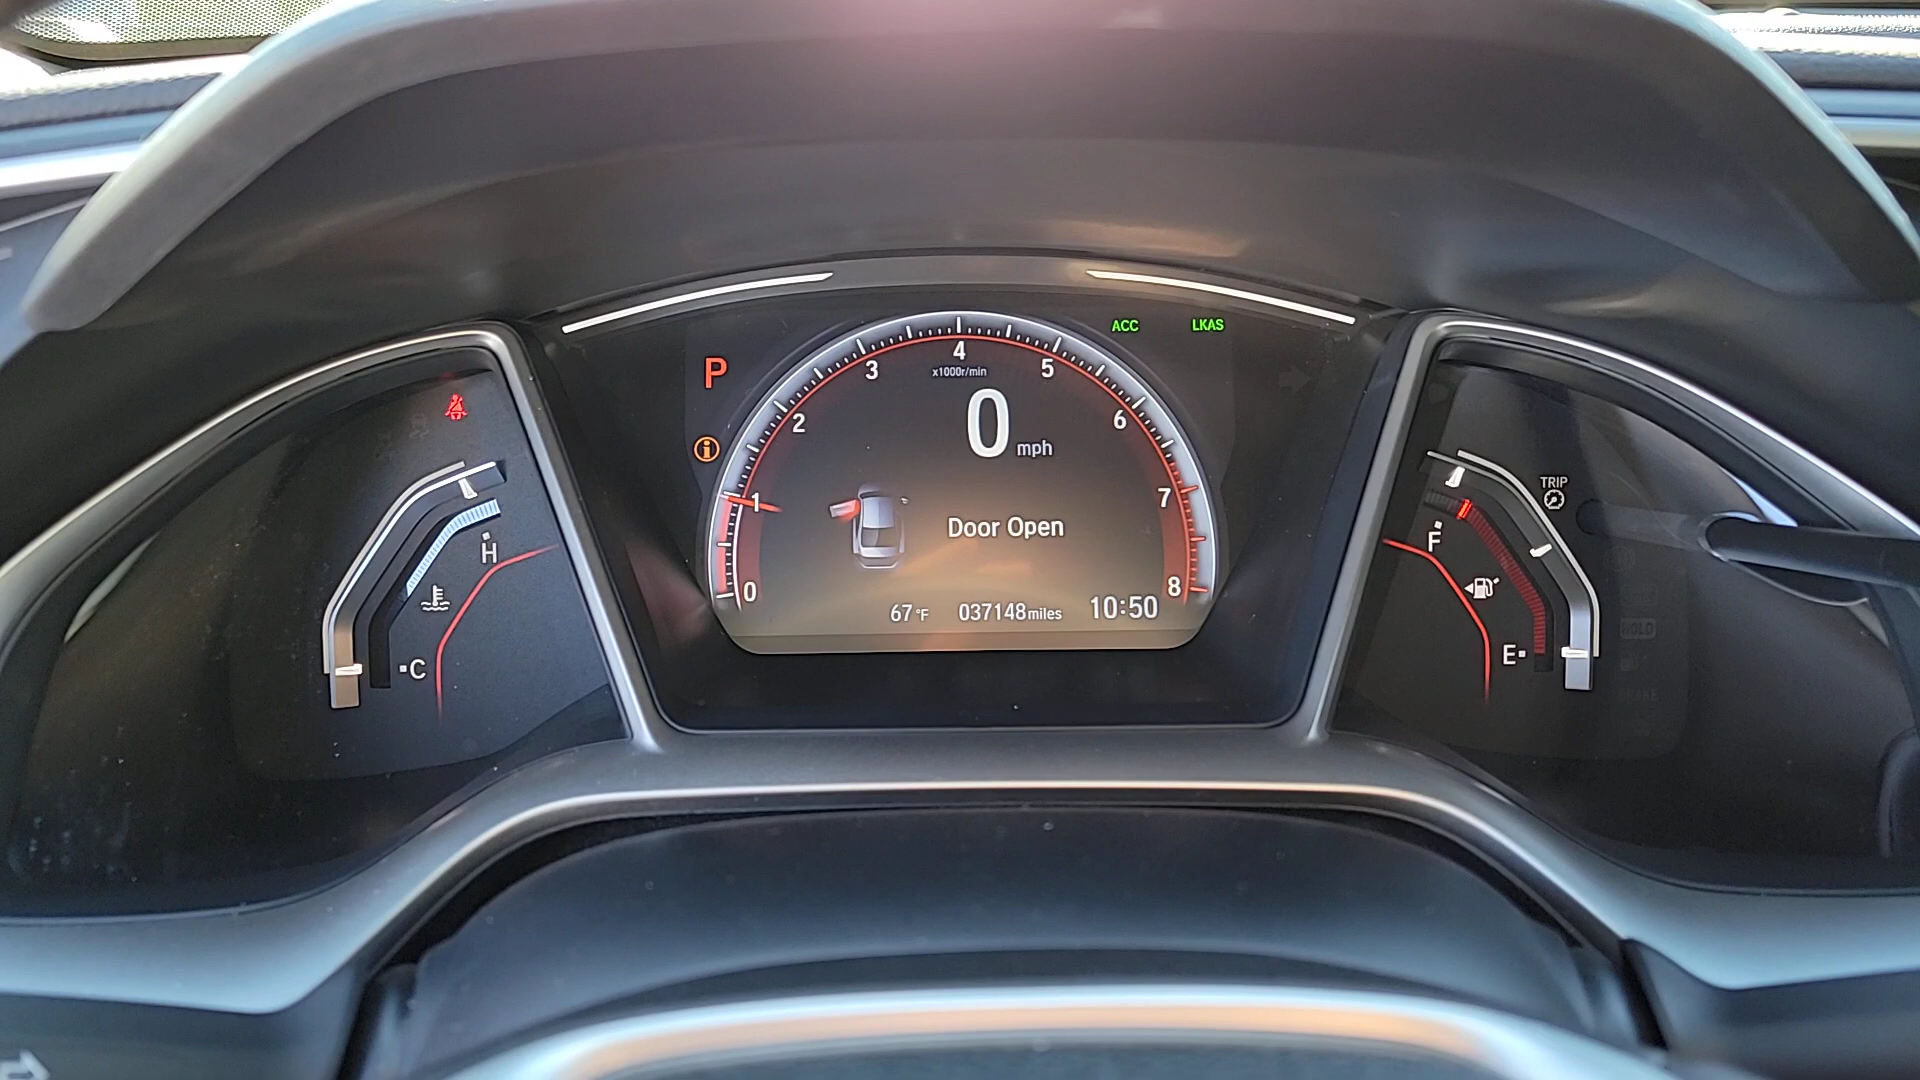 ACC LKAS
P
0 1 2 3 4 5 6 7 8
x1000r/min
0 mph
Door Open
67°F 037148miles 10:50
H
C
TRIP
F
E
HOLD